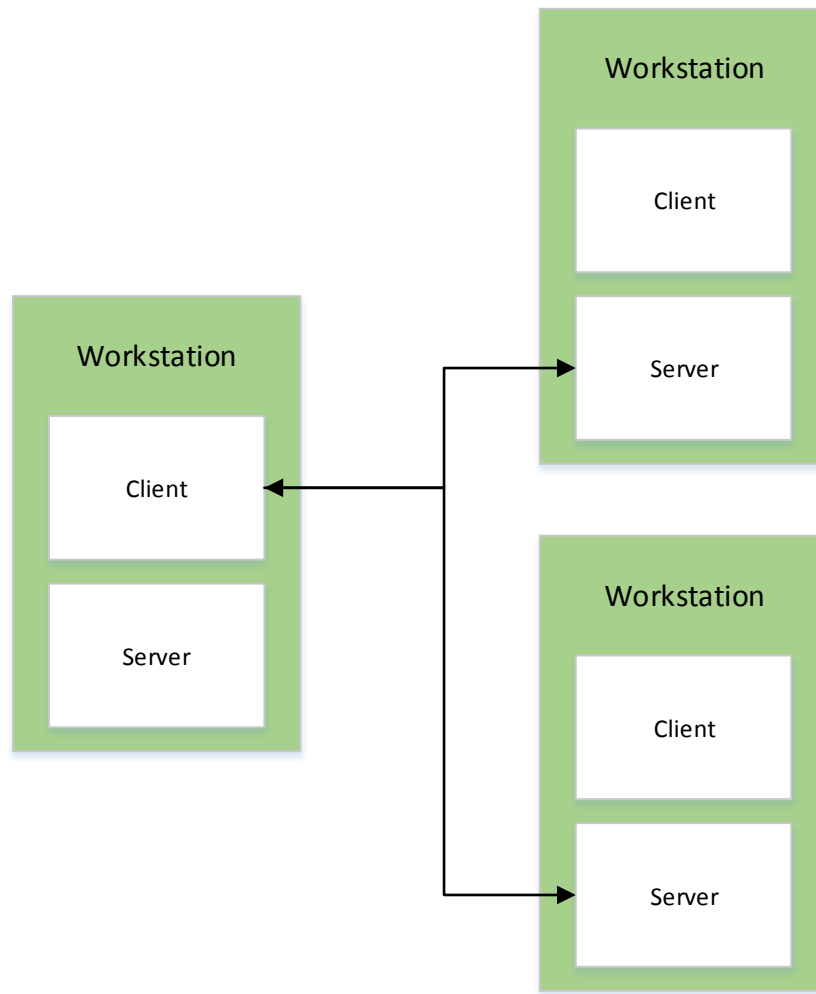 Workstation
Client
Server
Workstation
Client
Server
Workstation
Client
Server